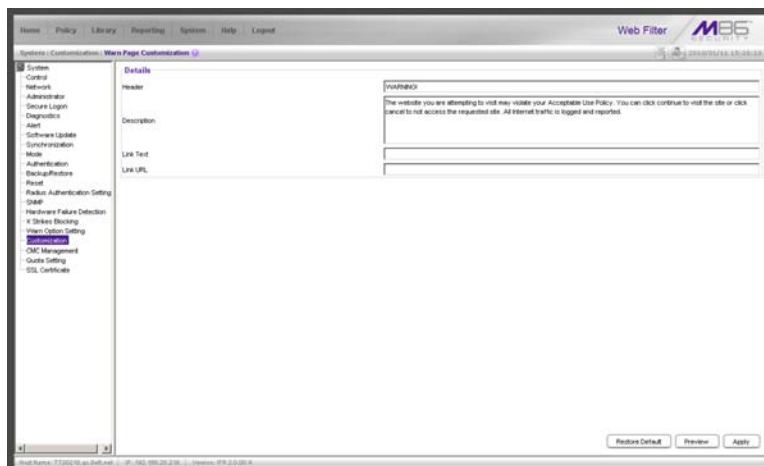 Home Policy Library Reporting System Help Logout
Web Filter
M86
SECURITY
System : Customization : Warn Page Customization
System
Control
Network
Administrator
Secure Logon
Diagnostics
Alert
Software Update
Synchronization
Mode
Authentication
Backup/Restore
Reset
Radius Authentication Setting
SNMP
Hardware Failure Detection
X Strikes Blocking
Warn Option Setting
Customization
CMC Management
Quota Setting
SSL Certificate
Details
Header
WARNING!
Description
The website you are attempting to visit may violate your Acceptable Use Policy. You can click continue to visit the site or click
cancel to not access the requested site. All Internet traffic is logged and reported.
Link Text
Link URL
Restore Default Preview Apply
Host Name: